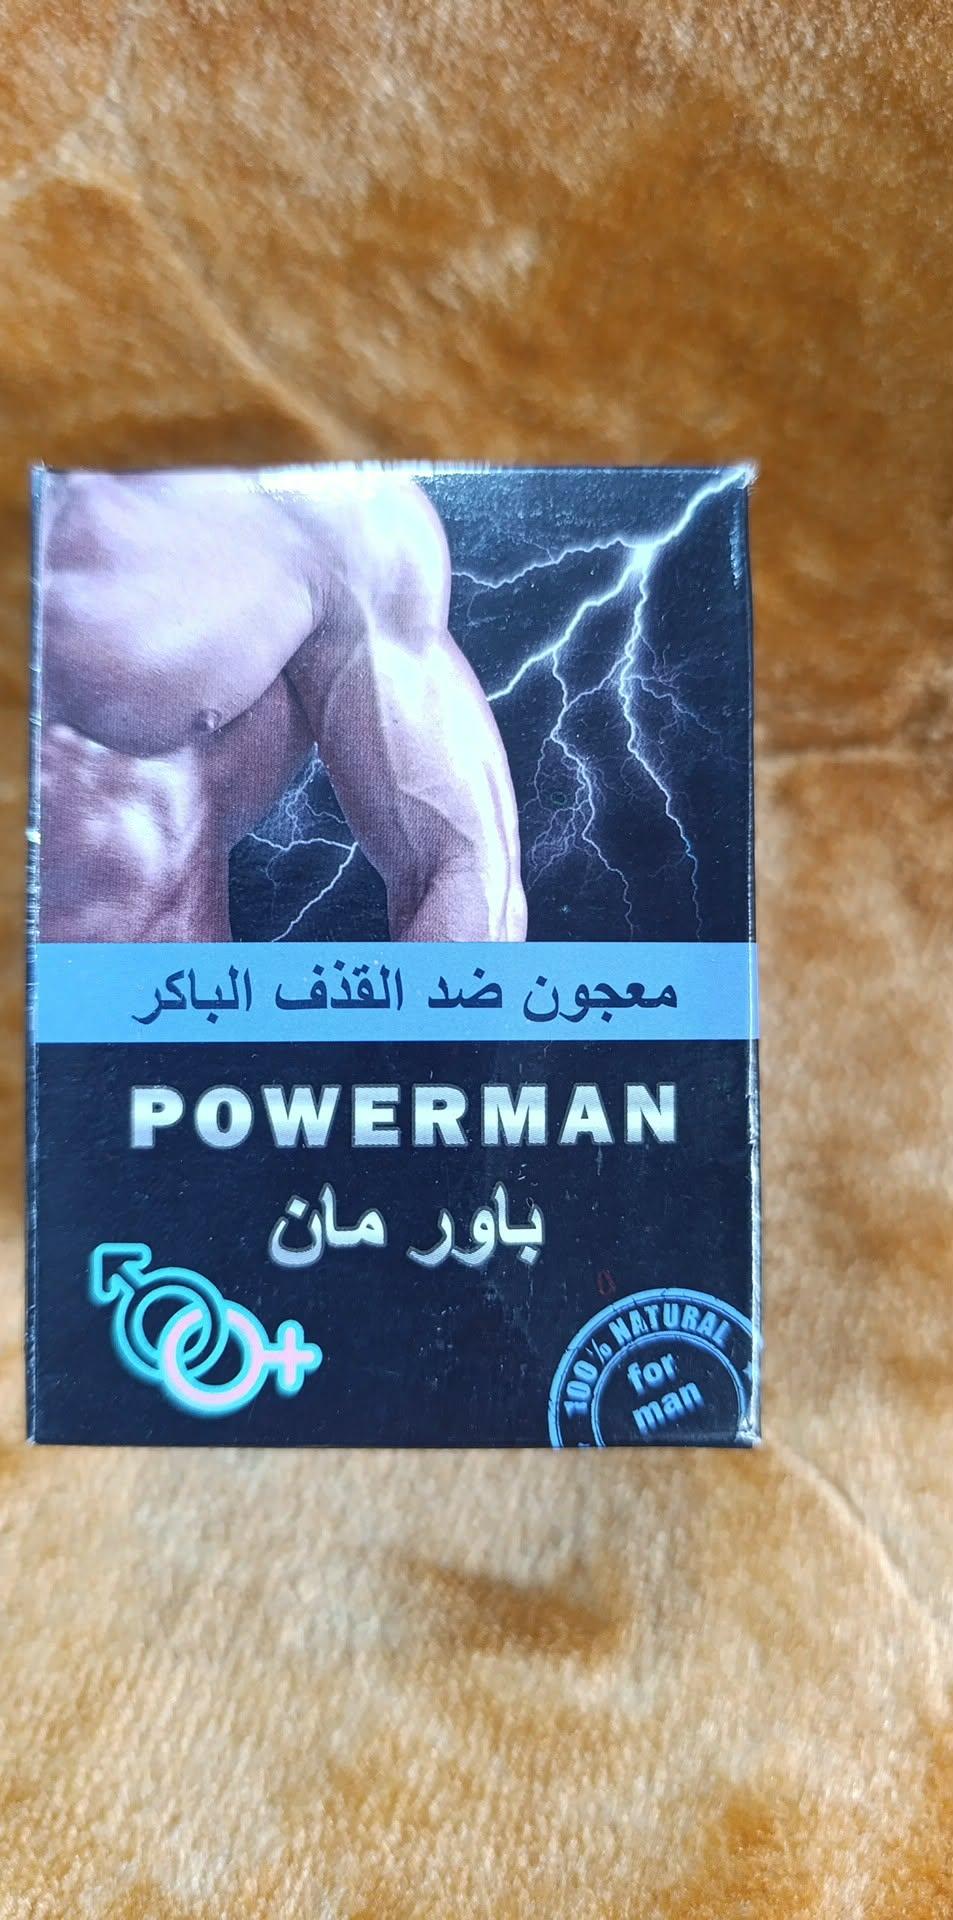 معجون ضد القذف الباكر
POWERMAN
باور مان
100% NATURAL
for
man